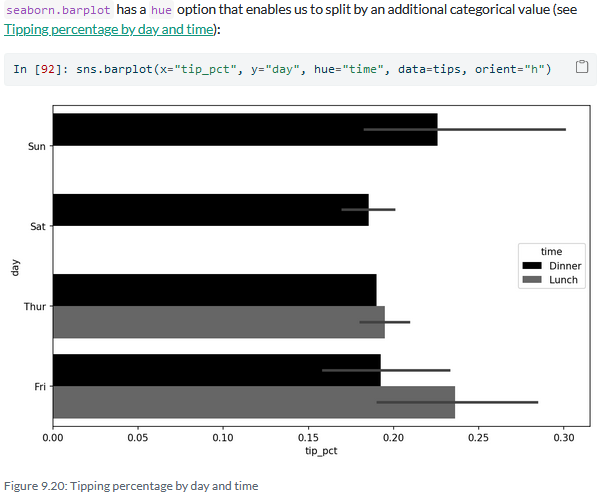 seaborn.barplot has a hue option that enables us to split by an additional categorical value (see
Tipping percentage by day and time):
In [92]: sns.barplot(x="tip_pct", y="day", hue="time", data=tips, orient="h")
Sun
Sat
day
Thur
Fri
time
Dinner
Lunch
0.00 0.05 0.10 0.15 0.20 0.25 0.30
tip_pct
Figure 9.20: Tipping percentage by day and time